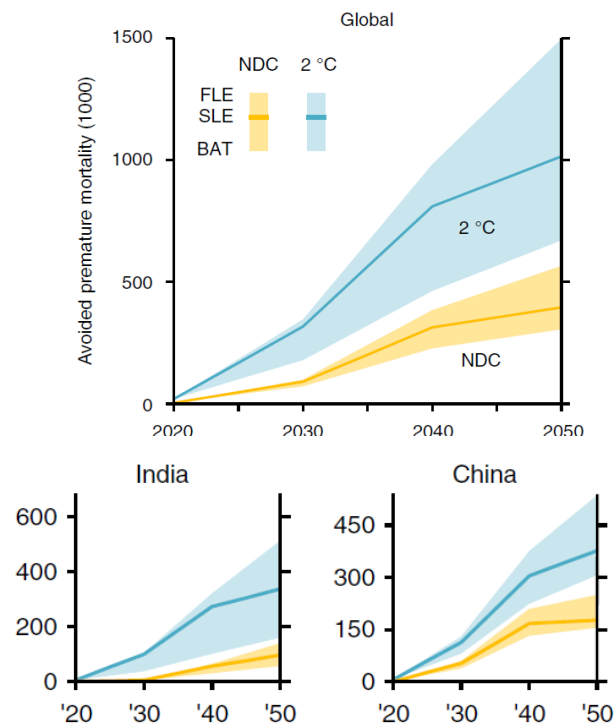 Global
Avoided premature mortality (1000)
1500
1000
500
0
NDC 2 °C
FLE
SLE
BAT
2 °C
NDC
2020 2030 2040 2050
India
600
400
200
0
'20 '30 '40 '50
China
450
300
150
0
'20 '30 '40 '50